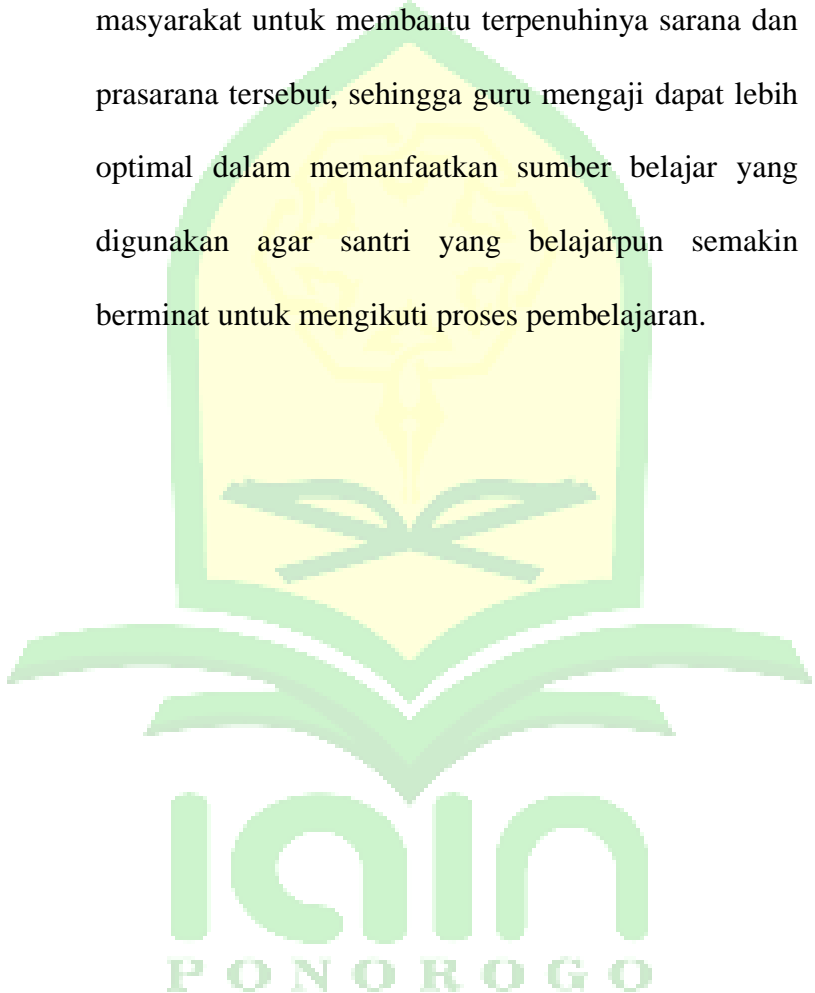 masyarakat untuk membantu terpenuhinya sarana dan
prasarana tersebut, sehingga guru mengaji dapat lebih
optimal dalam memanfaatkan sumber belajar yang
digunakan agar santri yang belajarpun semakin
berminat untuk mengikuti proses pembelajaran.
iain
PONOROGO